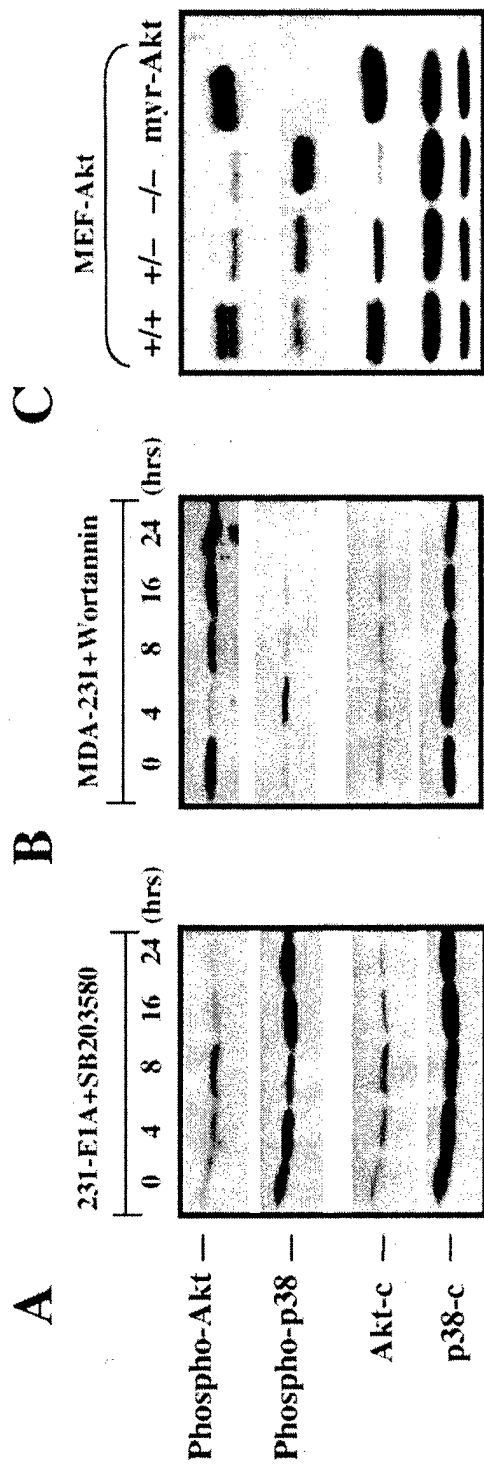 A
231-E1A+SB203580
0 4 8 16 24 (hrs)
Phospho-Akt
Phospho-p38
Akt-c
p38-c
B
MDA-231+Wortannin
0 4 8 16 24 (hrs)
C
MEF-Akt
+/+ +/- -/- myr-Akt